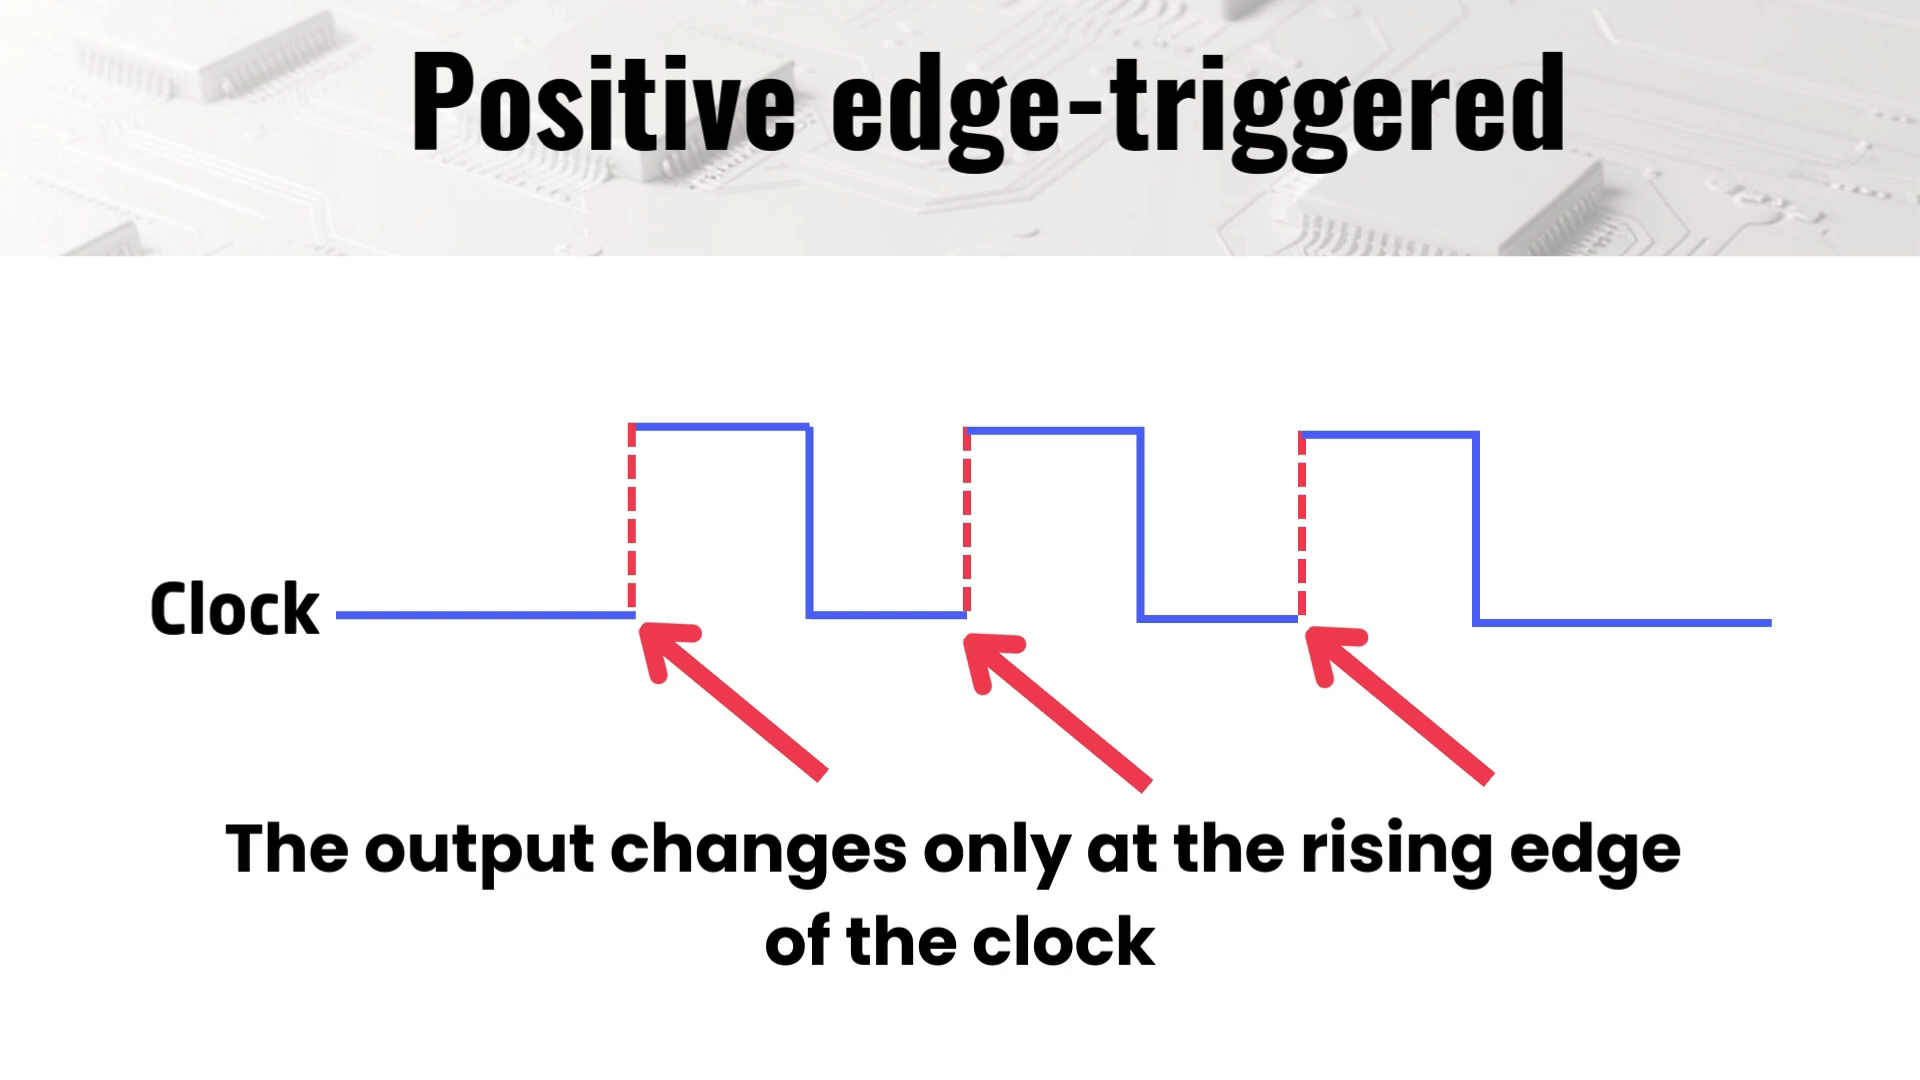 Positive edge-triggered
Clock
The output changes only at the rising edge
of the clock